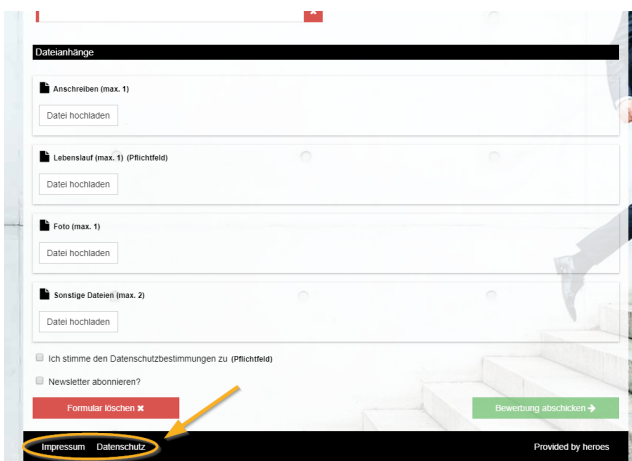 Dateianhänge
Anschreiben (max. 1)
Datei hochladen
Lebenslauf (max. 1) (Pflichtfeld)
Datei hochladen
Foto (max. 1)
Datei hochladen
Sonstige Dateien (max. 2)
Datei hochladen
Ich stimme den Datenschutzbestimmungen zu (Pflichtfeld)
Newsletter abonnieren?
Formular löschen ✖ Bewerbung abschicken →
Impressum Datenschutz Provided by heroes